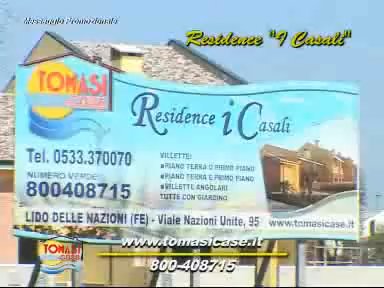 Messaggio Promozionale
Residence "I Casali"
TOMASI
CASE
Residence i Casali
Tel. 0533.370070
NUMERO VERDE
800408715
VILLETTE:
PIANO TERRA O PRIMO PIANO
PIANO TERRA E PRIMO PIANO
VILLETTE ANGOLARI
TUTTE CON GIARDINO
www.tomasicase.it
LIDO DELLE NAZIONI (FE) - Viale Nazioni Unite, 95
TOMASI
CASE
www.tomasicase.it
800-408715